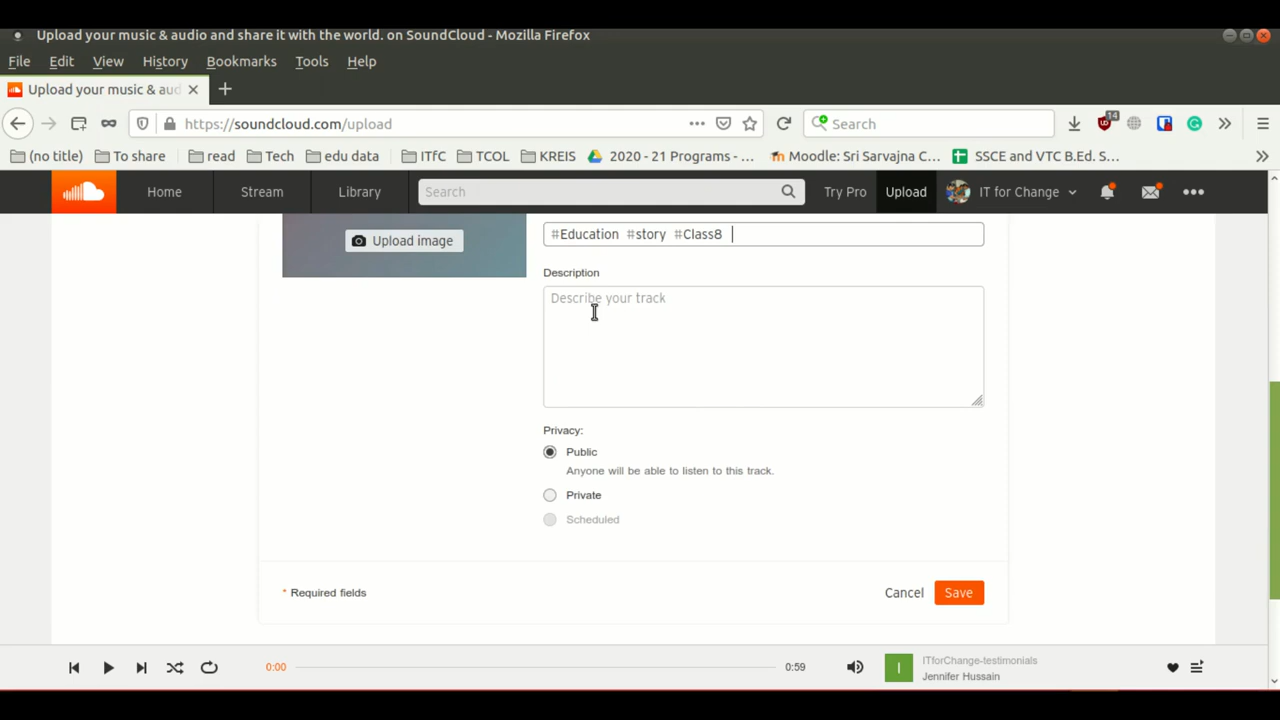 Upload your music & audio and share it with the world. on SoundCloud - Mozilla Firefox
File Edit View History Bookmarks Tools Help
Upload your music & aud
https://soundcloud.com/upload
Search
14
(no title) To share read Tech edu data ITfC TCOL KREIS 2020 - 21 Programs - ... Moodle: Sri Sarvajna C... SSCE and VTC B.Ed. S...
Home Stream Library Search Try Pro Upload IT for Change
Upload image
#Education #story #Class8
Description
Describe your track
Privacy:
Public
Anyone will be able to listen to this track.
Private
Scheduled
* Required fields
Cancel Save
0:00 0:59
I
ITforChange-testimonials
Jennifer Hussain